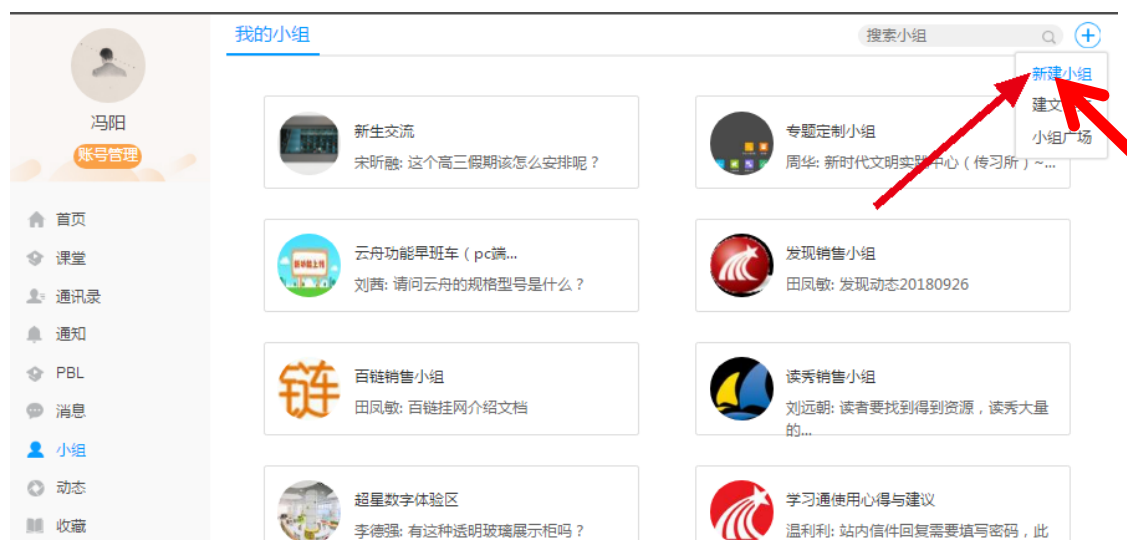 我的小组
搜索小组
新建小组
建文
小组广场
冯阳
账号管理
首页
课堂
通讯录
通知
PBL
消息
小组
动态
收藏
新生交流
宋昕融: 这个高三假期该怎么安排呢？
专题定制小组
周华: 新时代文明实践中心（传习所）~...
云舟功能早班车（pc端...
刘茜: 请问云舟的规格型号是什么？
发现销售小组
田凤敏: 发现动态20180926
链
百链销售小组
田凤敏: 百链挂网介绍文档
读秀销售小组
刘远朝: 读者要找到得到资源，读秀大量
的...
超星数字体验区
李德强: 有这种透明玻璃展示柜吗？
学习通使用心得与建议
温利利: 站内信件回复需要填写密码，此